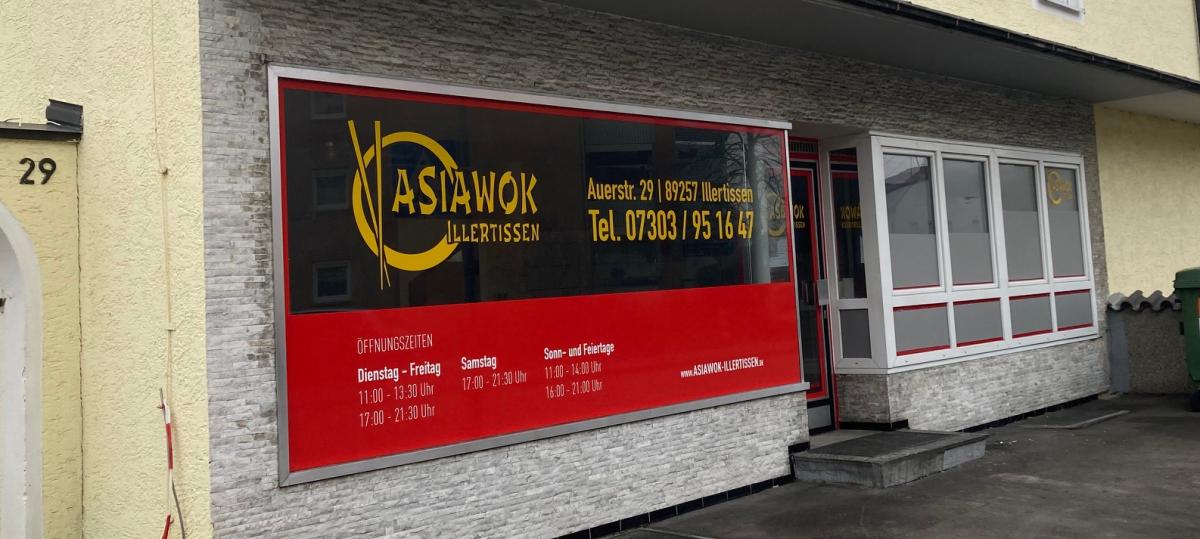 29
ASIAWOK
ILLERTISSEN
Auerstr. 29 | 89257 Illertissen
Tel. 07303 / 95 16 47
ÖFFNUNGSZEITEN
Dienstag - Freitag
11:00 - 13:30 Uhr
17:00 - 21:30 Uhr
Samstag
17:00 - 21:30 Uhr
Sonn- und Feiertage
11:00 - 14:00 Uhr
16:00 - 21:00 Uhr
www.ASIAWOK-ILLERTISSEN.de